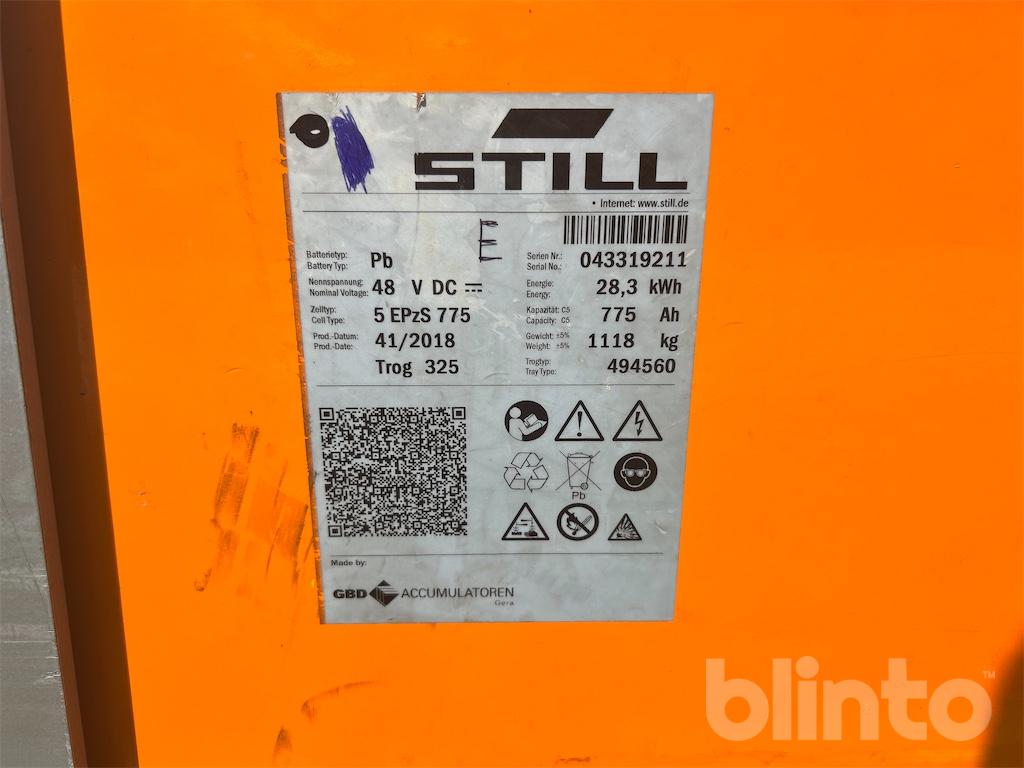 STILL
• Internet: www.still.de
E
E
Batterietyp:
Battery Typ: Pb
Serien Nr.:
Serial No.: 043319211
Nennspannung:
Nominal Voltage: 48 V DC
Energie:
Energy: 28,3 kWh
Zelltyp:
Cell Type: 5 EPzS 775
Kapazität: C5
Capacity: C5 775 Ah
Prod.-Datum:
Prod.-Date: 41/2018
Gewicht: ±5%
Weight: ±5% 1118 kg
Trog 325
Trogtyp:
Tray Type: 494560
Pb
Made by:
GBD ACCUMULATOREN
Gera
blinto™